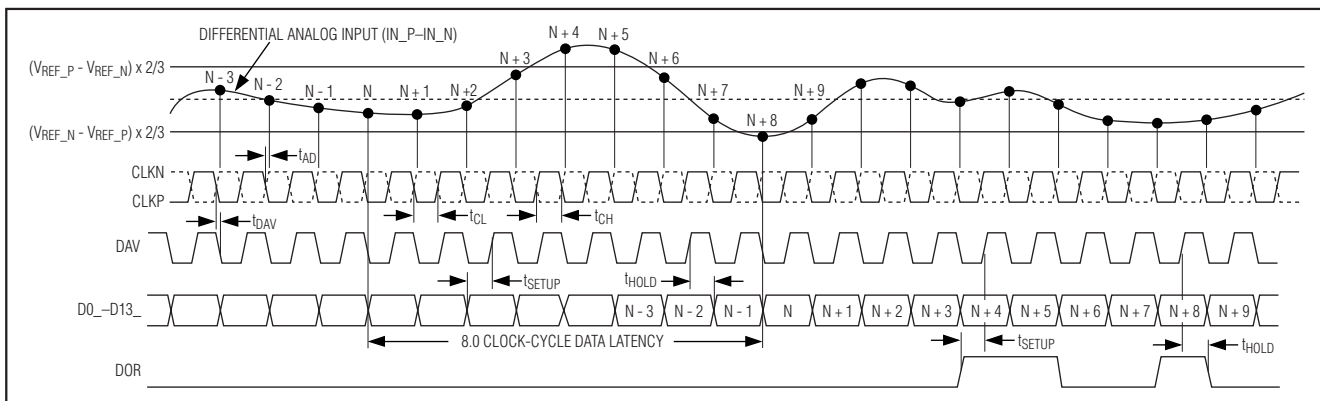 DIFFERENTIAL ANALOG INPUT (IN_P–IN_N)
(VREF_P - VREF_N) x 2/3
(VREF_N - VREF_P) x 2/3
N - 3
N - 2
N - 1
N
N + 1
N+2
N + 3
N + 4
N + 5
N + 6
N + 7
N + 8
N + 9
tAD
CLKN
CLKP
tDAV
tCL
tCH
DAV
tSETUP
tHOLD
D0_–D13_
N - 3
N - 2
N - 1
N
N + 1
N + 2
N + 3
N + 4
N + 5
N + 6
N + 7
N + 8
N + 9
8.0 CLOCK-CYCLE DATA LATENCY
tSETUP
tHOLD
DOR